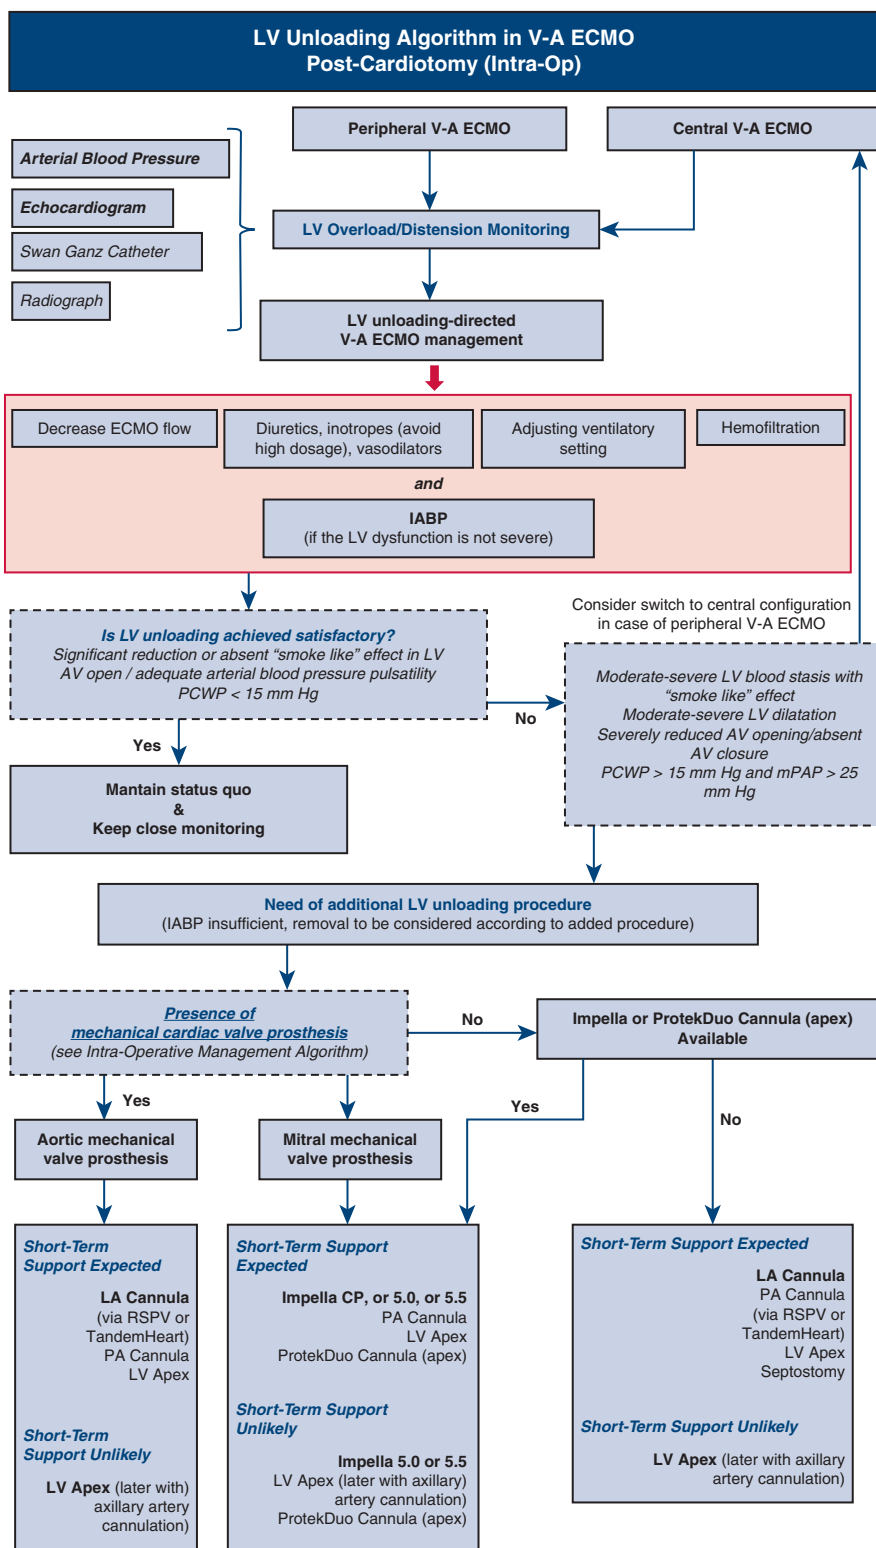 LV Unloading Algorithm in V-A ECMO
Post-Cardiotomy (Intra-Op)
Peripheral V-A ECMO
Central V-A ECMO
Arterial Blood Pressure
Echocardiogram
Swan Ganz Catheter
Radiograph
LV Overload/Distension Monitoring
LV unloading-directed
V-A ECMO management
Decrease ECMO flow
Diuretics, inotropes (avoid
high dosage), vasodilators
Adjusting ventilatory
setting
Hemofiltration
and
IABP
(if the LV dysfunction is not severe)
Consider switch to central configuration
in case of peripheral V-A ECMO
Is LV unloading achieved satisfactory?
Significant reduction or absent “smoke like” effect in LV
AV open / adequate arterial blood pressure pulsatility
PCWP < 15 mm Hg
No
Moderate-severe LV blood stasis with
“smoke like” effect
Moderate-severe LV dilatation
Severely reduced AV opening/absent
AV closure
PCWP > 15 mm Hg and mPAP > 25
mm Hg
Yes
Mantain status quo
&
Keep close monitoring
Need of additional LV unloading procedure
(IABP insufficient, removal to be considered according to added procedure)
Presence of
mechanical cardiac valve prosthesis
(see Intra-Operative Management Algorithm)
No
Impella or ProtekDuo Cannula (apex)
Available
Yes
Yes
No
Aortic mechanical
valve prosthesis
Mitral mechanical
valve prosthesis
Short-Term
Support Expected
LA Cannula
(via RSPV or
TandemHeart)
PA Cannula
LV Apex
Short-Term
Support Unlikely
LV Apex (later with)
axillary artery
cannulation)
Short-Term Support
Expected
Impella CP, or 5.0, or 5.5
PA Cannula
LV Apex
ProtekDuo Cannula (apex)
Short-Term Support
Unlikely
Impella 5.0 or 5.5
LV Apex (later with axillary)
artery cannulation)
ProtekDuo Cannula (apex)
Short-Term Support Expected
LA Cannula
PA Cannula
(via RSPV or
TandemHeart)
LV Apex
Septostomy
Short-Term Support Unlikely
LV Apex (later with axillary
artery cannulation)